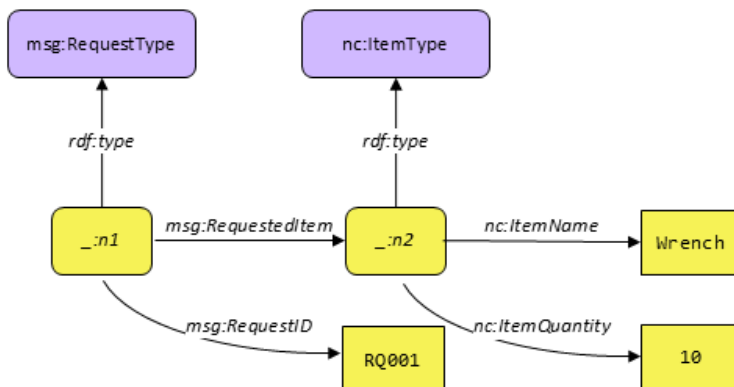 msg:RequestType
nc:ItemType
rdf:type
rdf:type
_:n1
msg:RequestedItem
_:n2
nc:ItemName
Wrench
msg:RequestID
RQ001
nc:ItemQuantity
10